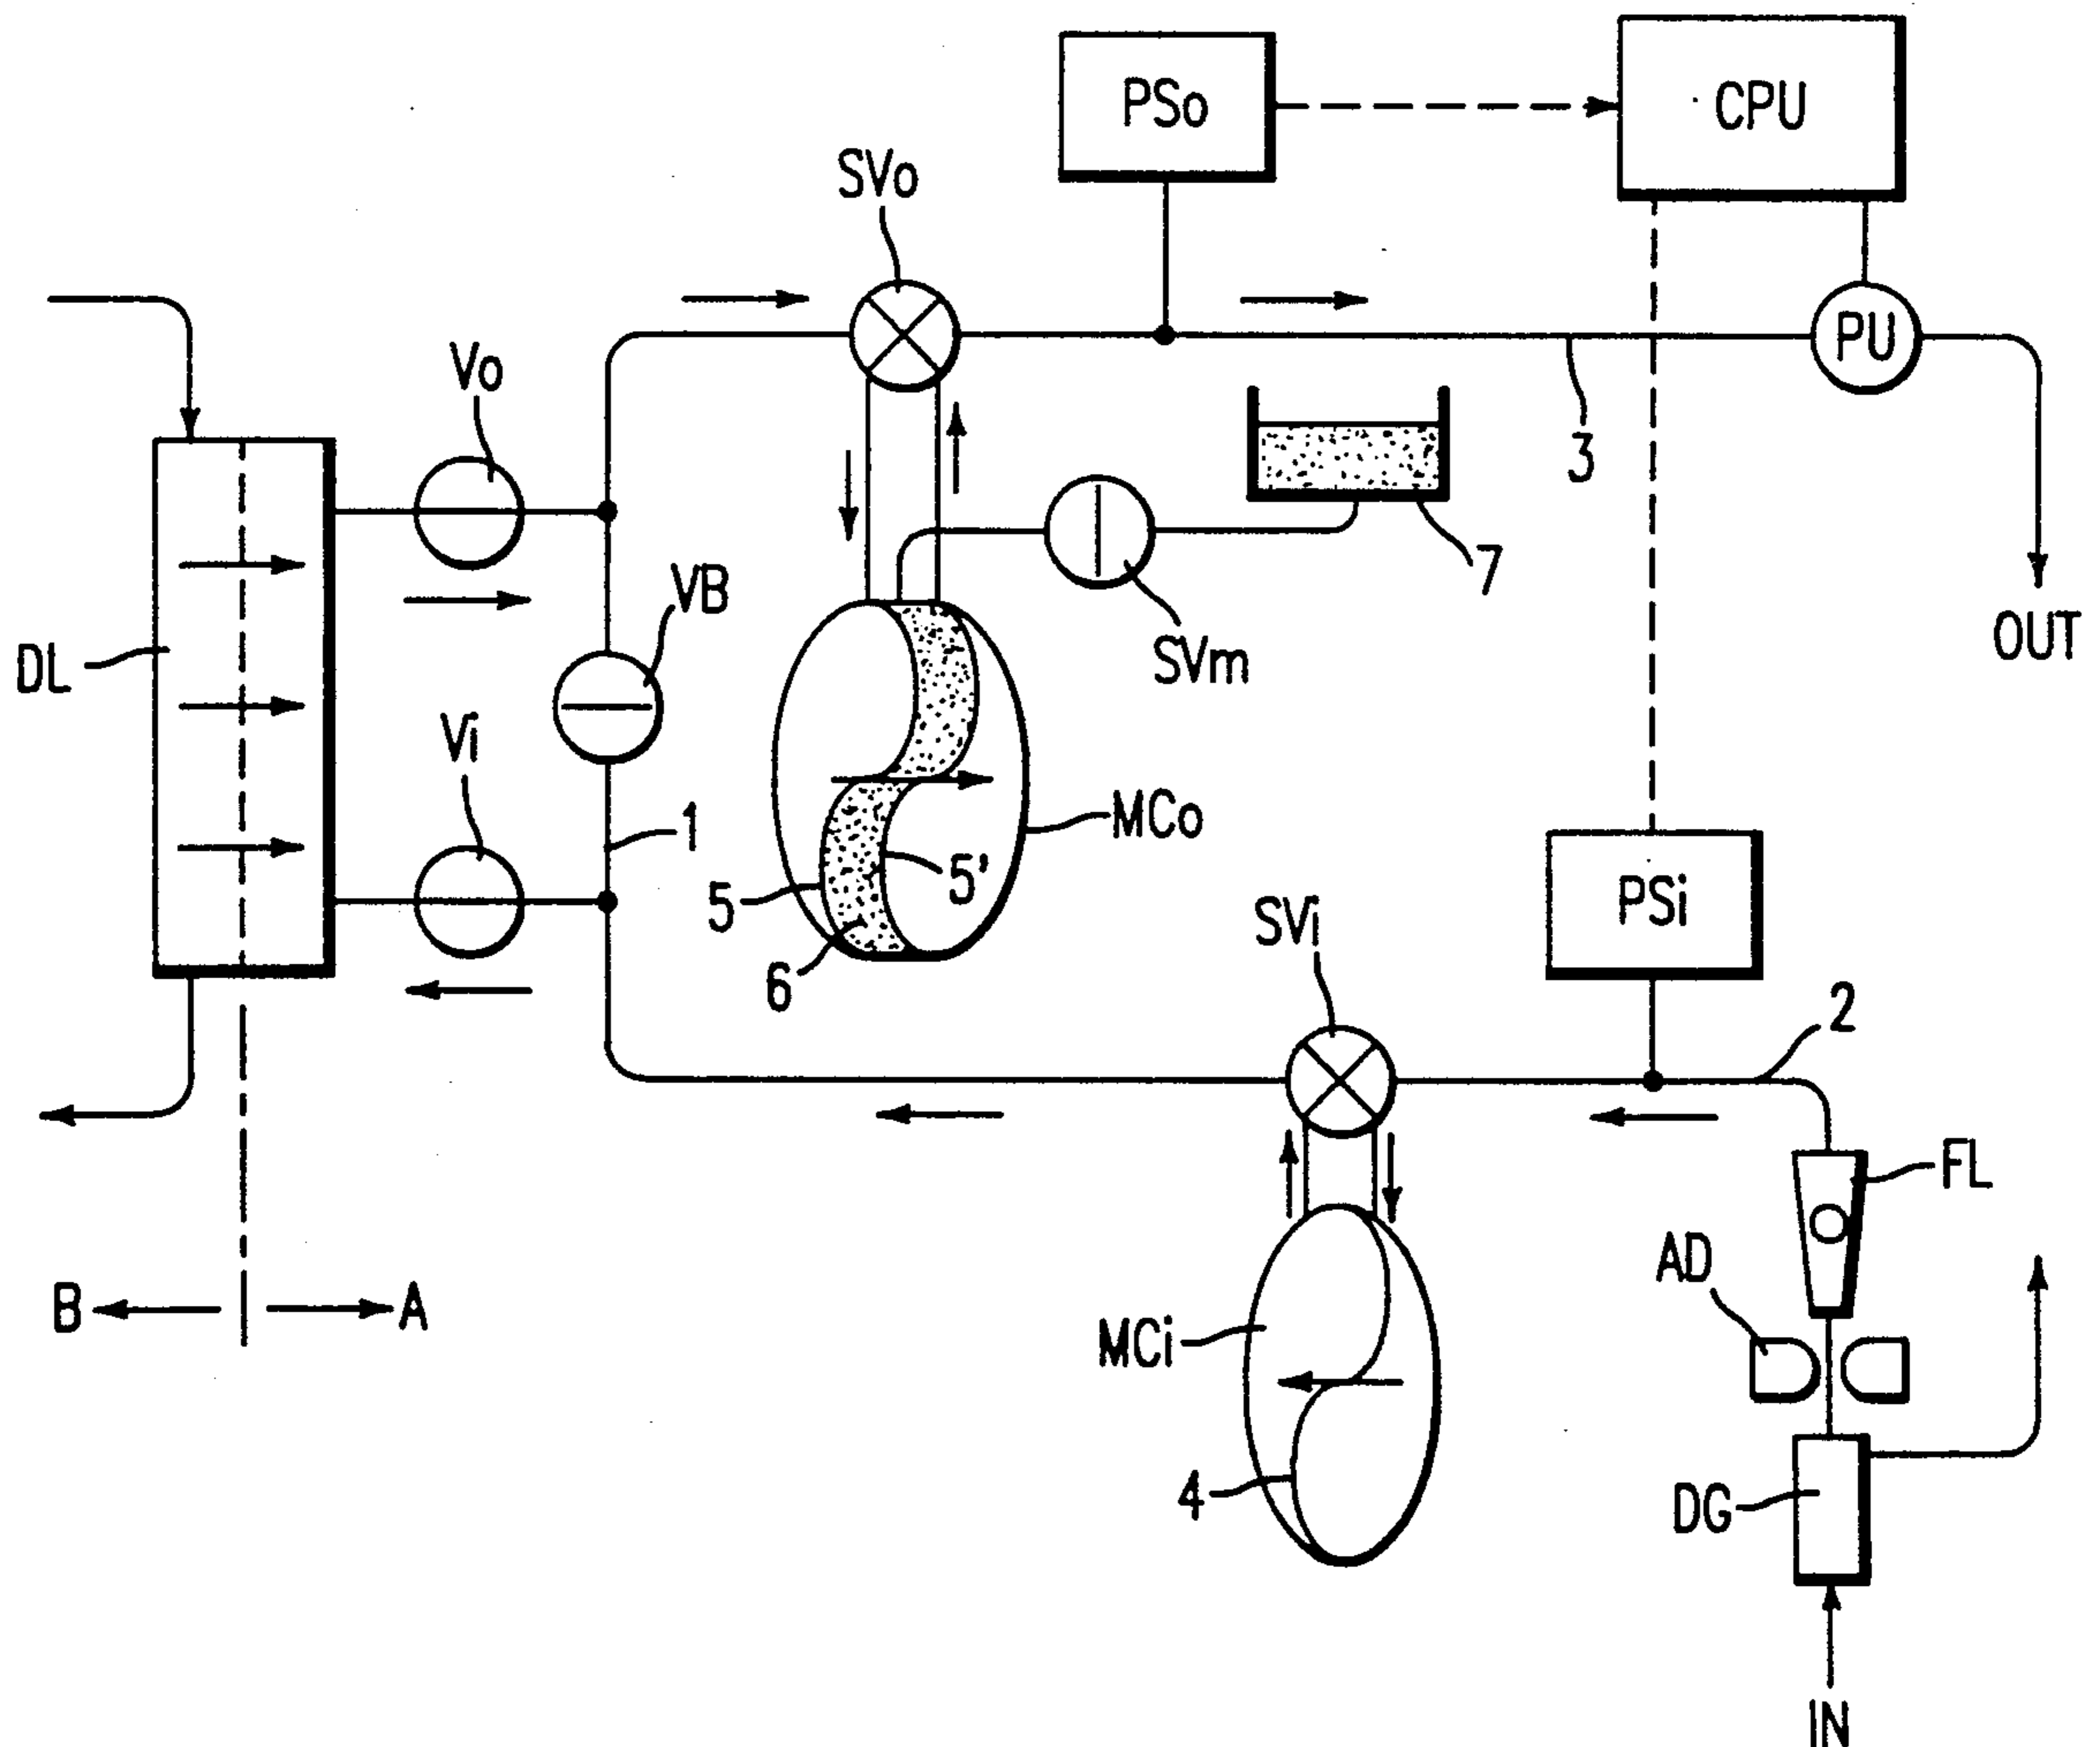 PSo
CPU
SVo
Vo
PU
3
7
VB
SVm
OUT
DL
Vi
1
MCo
5
5'
PSi
SVi
6
2
FL
AD
B
A
MCi
4
DG
IN